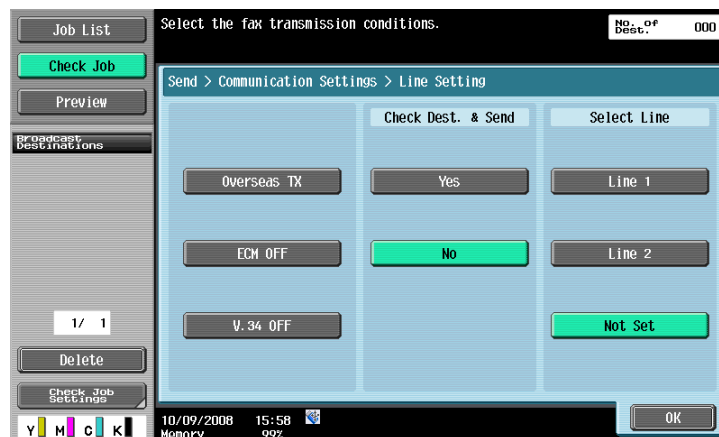 Job List
Check Job
Preview
Broadcast
Destinations
1/ 1
Delete
Check Job
Settings
Y M C K
Select the fax transmission conditions.
No. of
Dest. 000
Send > Communication Settings > Line Setting
Check Dest. & Send
Select Line
Overseas TX
Yes
Line 1
ECM OFF
No
Line 2
V.34 OFF
Not Set
10/09/2008 15:58
Memory 99%
OK